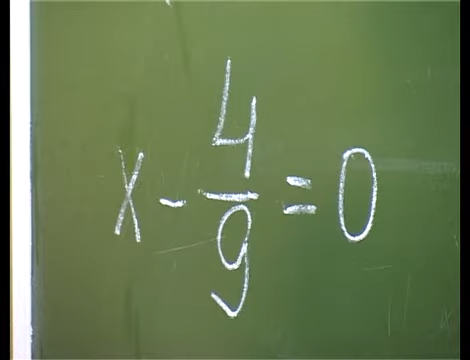 x - 4/9 = 0